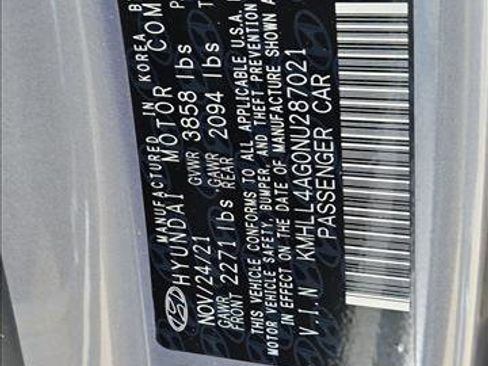 MANUFACTURED IN KOREA B
HYUNDAI MOTOR COM
NOV/24/21 GVWR 3858 lbs P
GAWR FRONT 2271 lbs GAWR REAR 2094 lbs
THIS VEHICLE CONFORMS TO ALL APPLICABLE U.S.A.
MOTOR VEHICLE SAFETY, BUMPER, AND THEFT PREVENTION
IN EFFECT ON THE DATE OF MANUFACTURE SHOWN A
V.I.N KMHLL4AG0NU287021
PASSENGER CAR